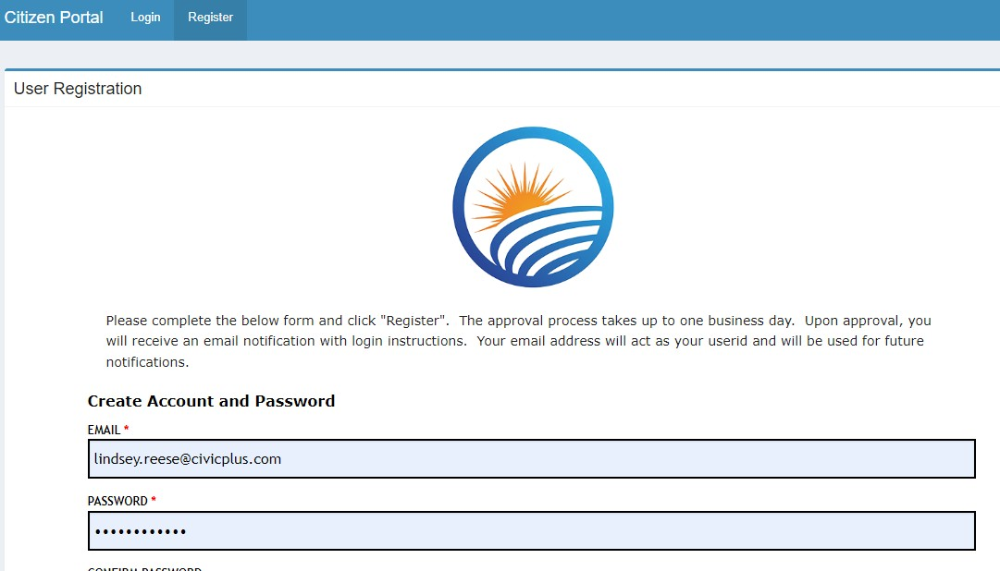 Citizen Portal Login Register
User Registration
Please complete the below form and click "Register".  The approval process takes up to one business day.  Upon approval, you
will receive an email notification with login instructions.  Your email address will act as your userid and will be used for future
notifications.
Create Account and Password
EMAIL *
lindsey.reese@civicplus.com
PASSWORD *
••••••••••••
CONFIRM PASSWORD